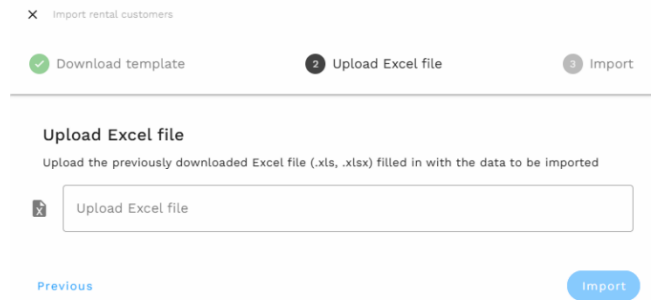 Import rental customers
Download template
2 Upload Excel file
3 Import
Upload Excel file
Upload the previously downloaded Excel file (.xls, .xlsx) filled in with the data to be imported
Upload Excel file
Previous
Import